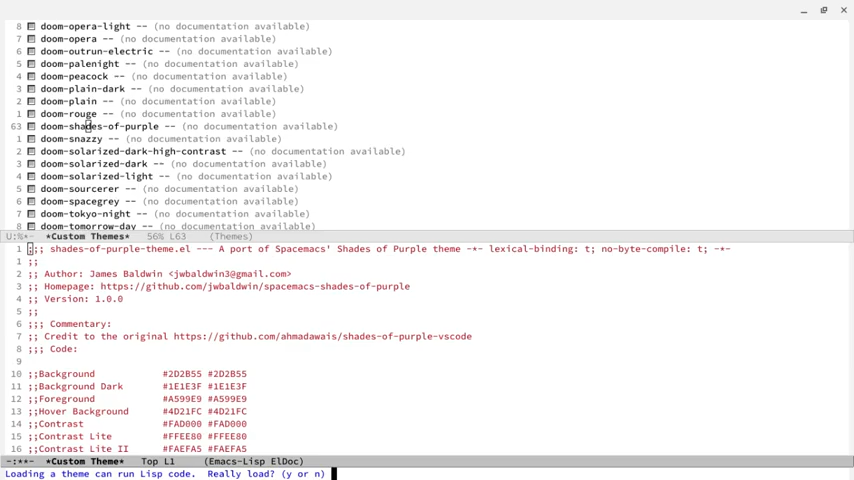 8 doom-opera-light -- (no documentation available)
7 doom-opera -- (no documentation available)
6 doom-outrun-electric -- (no documentation available)
5 doom-palenight -- (no documentation available)
4 doom-peacock -- (no documentation available)
3 doom-plain-dark -- (no documentation available)
2 doom-plain -- (no documentation available)
1 doom-rouge -- (no documentation available)
63 doom-shades-of-purple -- (no documentation available)
1 doom-snazzy -- (no documentation available)
2 doom-solarized-dark-high-contrast -- (no documentation available)
3 doom-solarized-dark -- (no documentation available)
4 doom-solarized-light -- (no documentation available)
5 doom-sourcerer -- (no documentation available)
6 doom-spacegrey -- (no documentation available)
7 doom-tokyo-night -- (no documentation available)
8 doom-tomorrow-day -- (no documentation available)
U:%*- *Custom Themes* 56% L63 (Themes)
1 ;;; shades-of-purple-theme.el --- A port of Spacemacs' Shades of Purple theme -*- lexical-binding: t; no-byte-compile: t; -*-
1 ;;
2 ;; Author: James Baldwin <jwbaldwin3@gmail.com>
3 ;; Homepage: https://github.com/jwbaldwin/spacemacs-shades-of-purple
4 ;; Version: 1.0.0
5 ;;
6 ;;; Commentary:
7 ;; Credit to the original https://github.com/ahmadawais/shades-of-purple-vscode
8 ;;; Code:
9
10 ;;Background #2D2B55 #2D2B55
11 ;;Background Dark #1E1E3F #1E1E3F
12 ;;Foreground #A599E9 #A599E9
13 ;;Hover Background #4D21FC #4D21FC
14 ;;Contrast #FAD000 #FAD000
15 ;;Contrast Lite #FFEE80 #FFEE80
16 ;;Contrast Lite II #FAEFA5 #FAEFA5
-:**- *Custom Theme* Top L1 (Emacs-Lisp ElDoc)
Loading a theme can run Lisp code. Really load? (y or n)